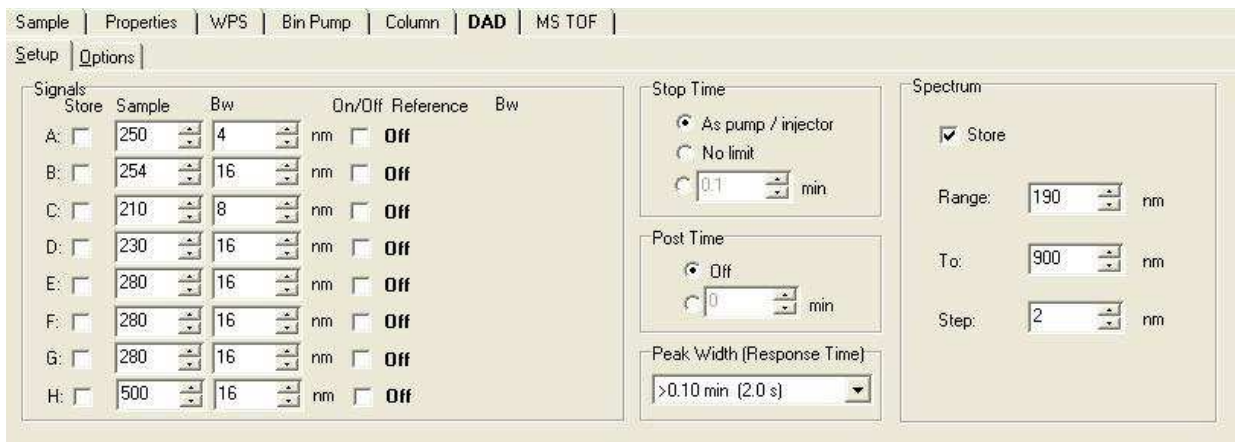 Sample Properties WPS Bin Pump Column DAD MS TOF
Setup Options
Signals
Store Sample Bw On/Off Reference Bw
A: 250 4 nm Off
B: 254 16 nm Off
C: 210 8 nm Off
D: 230 16 nm Off
E: 280 16 nm Off
F: 280 16 nm Off
G: 280 16 nm Off
H: 500 16 nm Off
Stop Time
As pump / injector
No limit
0.1 min
Post Time
Off
0 min
Peak Width (Response Time)
>0.10 min (2.0 s)
Spectrum
Store
Range: 190 nm
To: 900 nm
Step: 2 nm